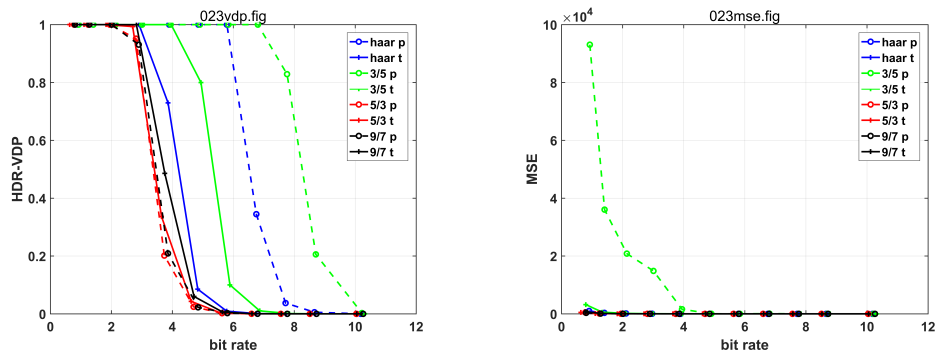 023vdp.fig
1
0.8
0.6
0.4
0.2
0
HDR-VDP
0 2 4 6 8 10 12
bit rate
haar p
haar t
3/5 p
3/5 t
5/3 p
5/3 t
9/7 p
9/7 t
023mse.fig
×10⁴
10
8
6
4
2
0
MSE
0 2 4 6 8 10 12
bit rate
haar p
haar t
3/5 p
3/5 t
5/3 p
5/3 t
9/7 p
9/7 t